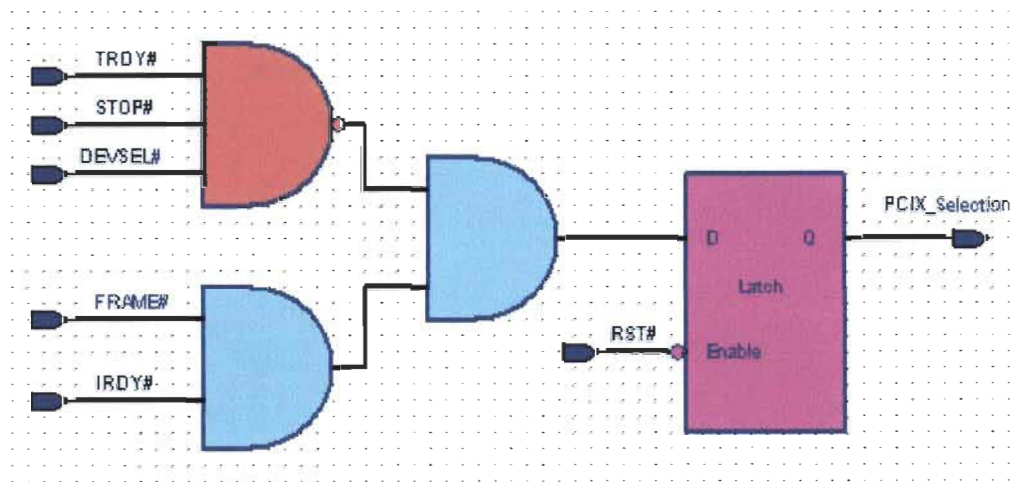 TRDY#
STOP#
DEVSEL#
FRAME#
IRDY#
RST#
D Q
Latch
Enable
PCIX_Selection